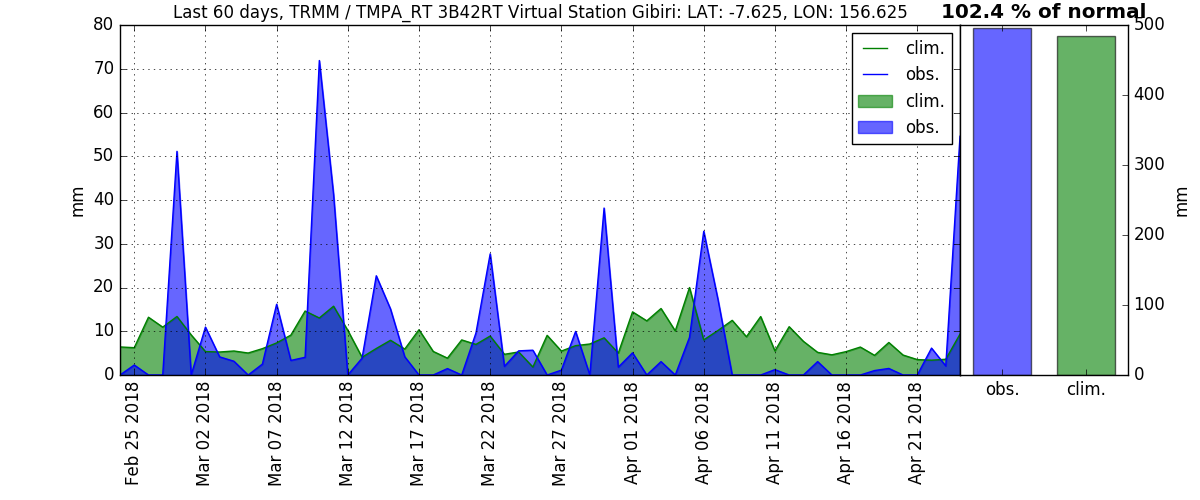 Last 60 days, TRMM / TMPA_RT 3B42RT Virtual Station Gibiri: LAT: -7.625, LON: 156.625
102.4 % of normal
80
70
60
50
40
30
20
10
0
mm
clim.
obs.
clim.
obs.
500
400
300
200
100
0
mm
obs.
clim.
Feb 25 2018
Mar 02 2018
Mar 07 2018
Mar 12 2018
Mar 17 2018
Mar 22 2018
Mar 27 2018
Apr 01 2018
Apr 06 2018
Apr 11 2018
Apr 16 2018
Apr 21 2018